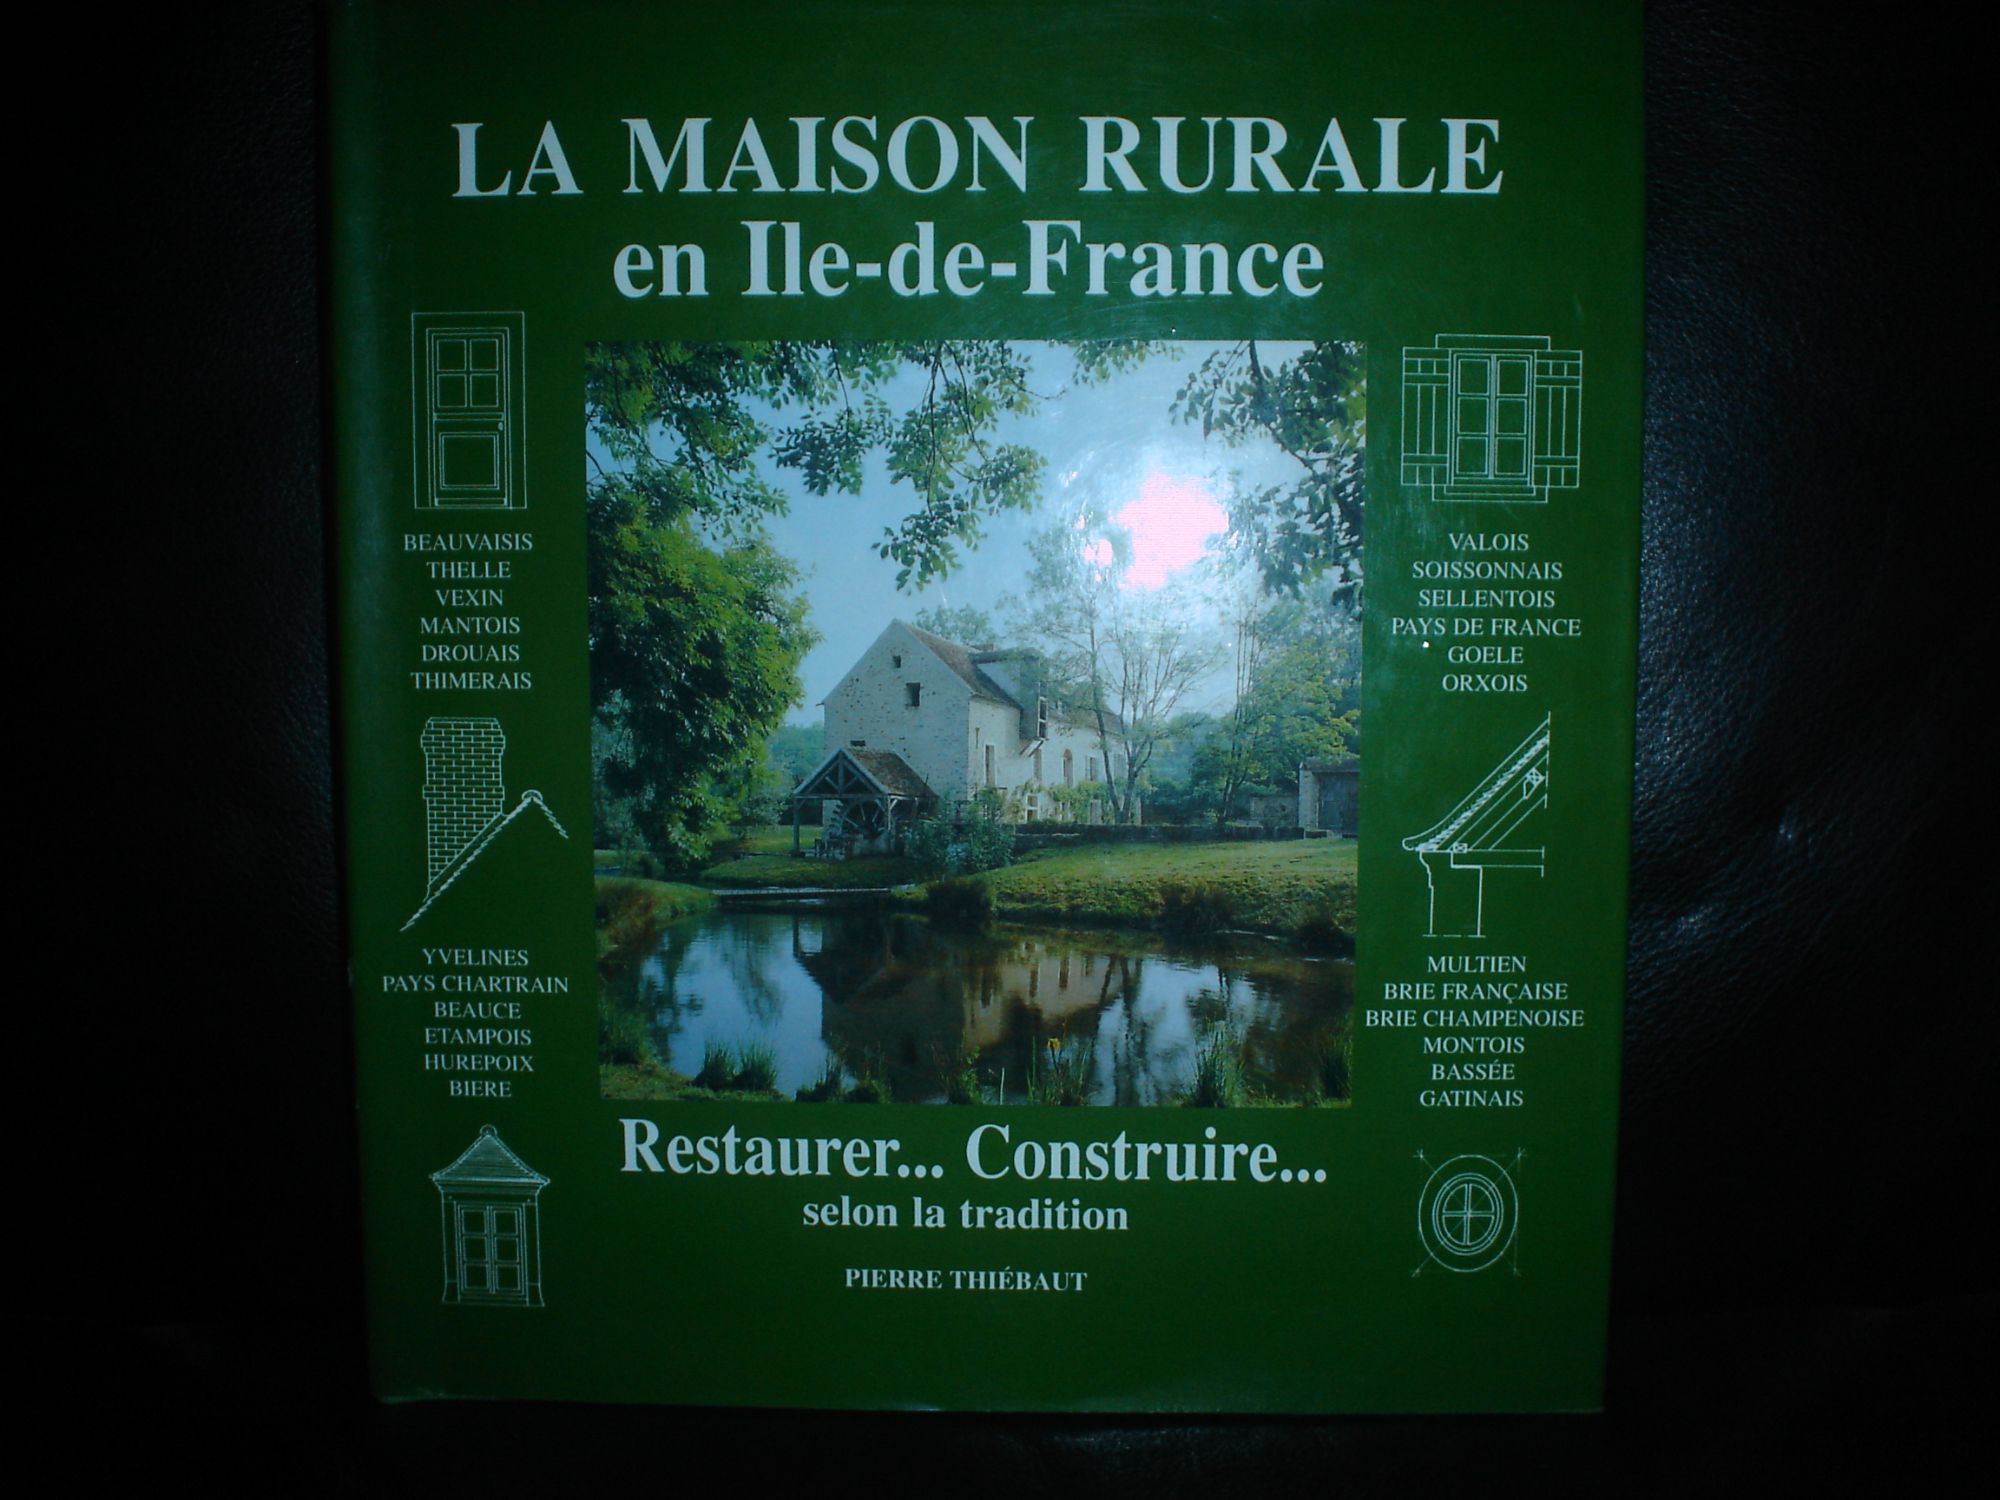 LA MAISON RURALE
en Ile-de-France
BEAUVAISIS
THELLE
VEXIN
MANTOIS
DROUAIS
THIMERAIS
VALOIS
SOISSONNAIS
SELLENTOIS
PAYS DE FRANCE
GOELE
ORXOIS
YVELINES
PAYS CHARTRAIN
BEAUCE
ETAMPOIS
HUREPOIX
BIERE
MULTIEN
BRIE FRANÇAISE
BRIE CHAMPENOISE
MONTOIS
BASSÉE
GATINAIS
Restaurer... Construire...
selon la tradition
PIERRE THIÉBAUT